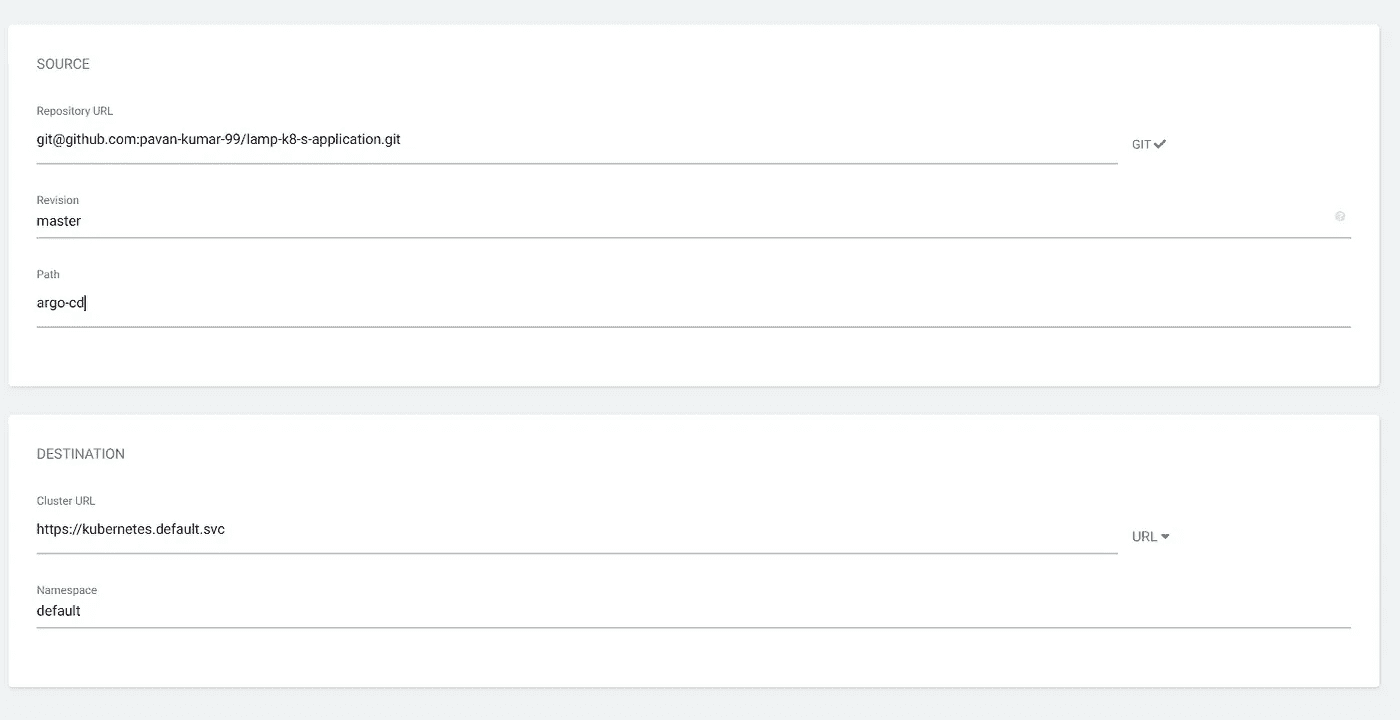 SOURCE
Repository URL
git@github.com:pavan-kumar-99/lamp-k8-s-application.git
GIT
Revision
master
Path
argo-cd
DESTINATION
Cluster URL
https://kubernetes.default.svc
URL
Namespace
default